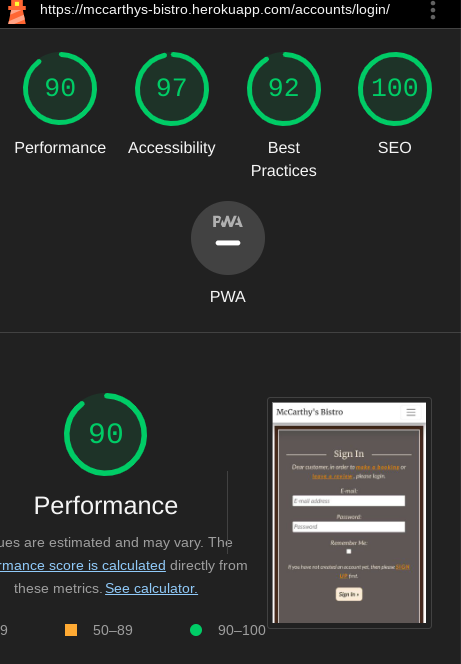 https://mccarthys-bistro.herokuapp.com/accounts/login/
90
97
92
100
Performance
Accessibility
Best
Practices
SEO
PWA
PWA
90
Performance
ues are estimated and may vary. The
rmance score is calculated directly from
these metrics. See calculator.
9
50–89
90–100
McCarthy's Bistro
Sign In
Dear customer, in order to make a booking or
leave a review, please login.
E-mail:
E-mail address
Password:
Password
Remember Me:
If you have not created an account yet, then please SIGN
UP first.
Sign In »